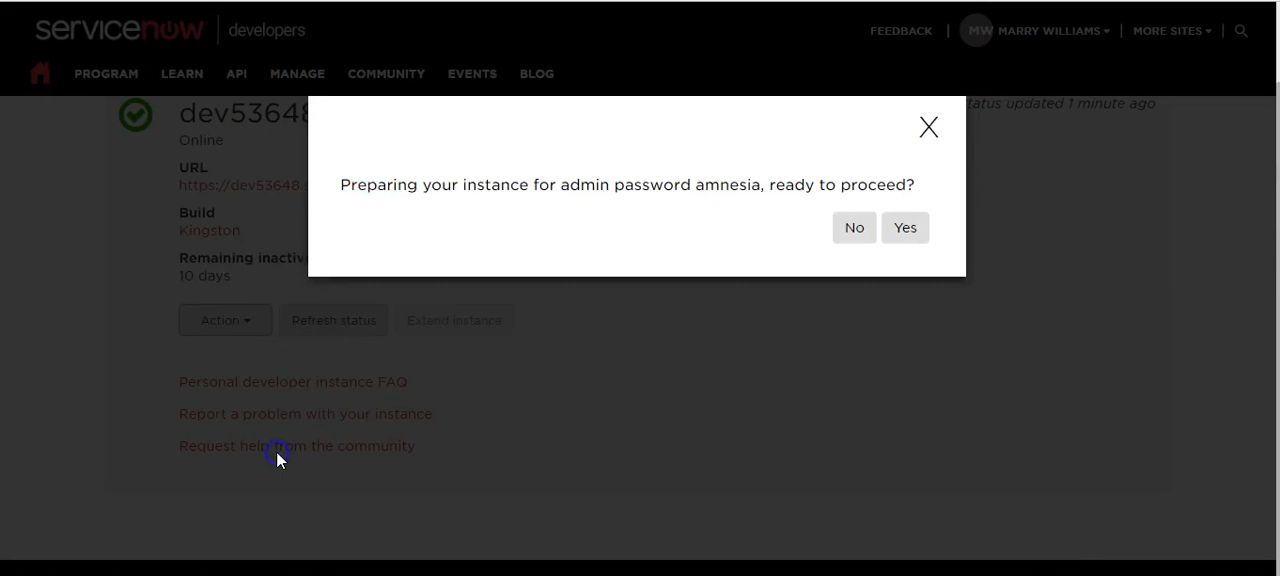 servicenow developers
FEEDBACK | MW MARRY WILLIAMS | MORE SITES |
PROGRAM LEARN API MANAGE COMMUNITY EVENTS BLOG
dev53648
tatus updated 1 minute ago
Online
URL
https://dev53648.s
Build
Kingston
Remaining inactiv
10 days
X
Preparing your instance for admin password amnesia, ready to proceed?
No Yes
Action Refresh status Extend instance
Personal developer instance FAQ
Report a problem with your instance
Request help from the community